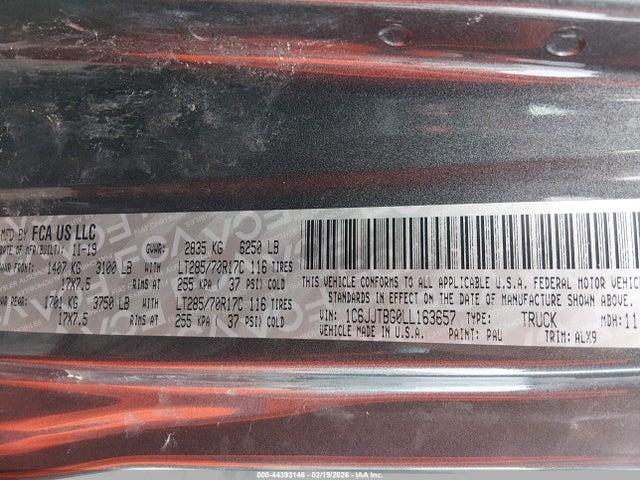 MFD BY FCA US LLC
DATE OF MFR(BUILT): 11-19 GVWR: 2835 KG 6250 LB
FRONT: 1407 KG 3100 LB WITH LT285/70R17C 116 TIRES
17X7.5 RIMS AT 255 KPA ( 37 PSI) COLD
REAR: 1701 KG 3750 LB WITH LT285/70R17C 116 TIRES
17X7.5 RIMS AT 255 KPA ( 37 PSI) COLD
THIS VEHICLE CONFORMS TO ALL APPLICABLE U.S.A. FEDERAL MOTOR
STANDARDS IN EFFECT ON THE DATE OF MANUFACTURE SHOWN ABOVE.
VIN: 1C6JJTBG0LL163657 TYPE: TRUCK MDH: 11
MADE IN U.S.A. PAINT: PAU TRIM: ALX9
000-44393146 - 02/19/2026 - IAA Inc.